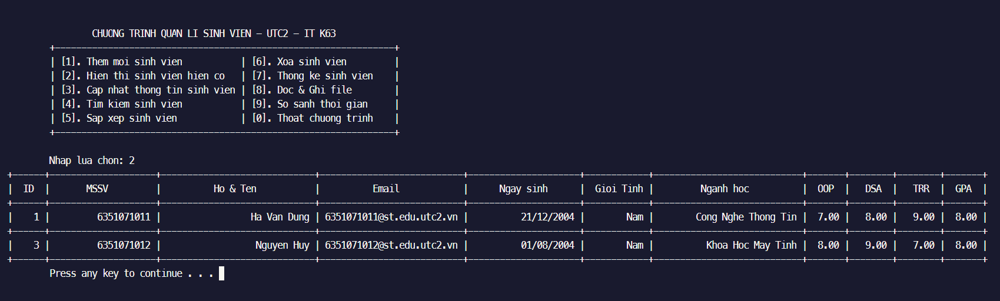 CHUONG TRINH QUAN LI SINH VIEN - UTC2 - IT K63
[1]. Them moi sinh vien | [6]. Xoa sinh vien
[2]. Hien thi sinh vien hien co | [7]. Thong ke sinh vien
[3]. Cap nhat thong tin sinh vien | [8]. Doc & Ghi file
[4]. Tim kiem sinh vien | [9]. So sanh thoi gian
[5]. Sap xep sinh vien | [0]. Thoat chuong trinh
Nhap lua chon: 2
| ID | MSSV | Ho & Ten | Email | Ngay sinh | Gioi Tinh | Nganh hoc | OOP | DSA | TRR | GPA |
| 1 | 6351071011 | Ha Van Dung | 6351071011@st.edu.utc2.vn | 21/12/2004 | Nam | Cong Nghe Thong Tin | 7.00 | 8.00 | 9.00 | 8.00 |
| 3 | 6351071012 | Nguyen Huy | 6351071012@st.edu.utc2.vn | 01/08/2004 | Nam | Khoa Hoc May Tinh | 8.00 | 9.00 | 7.00 | 8.00 |
Press any key to continue . . .